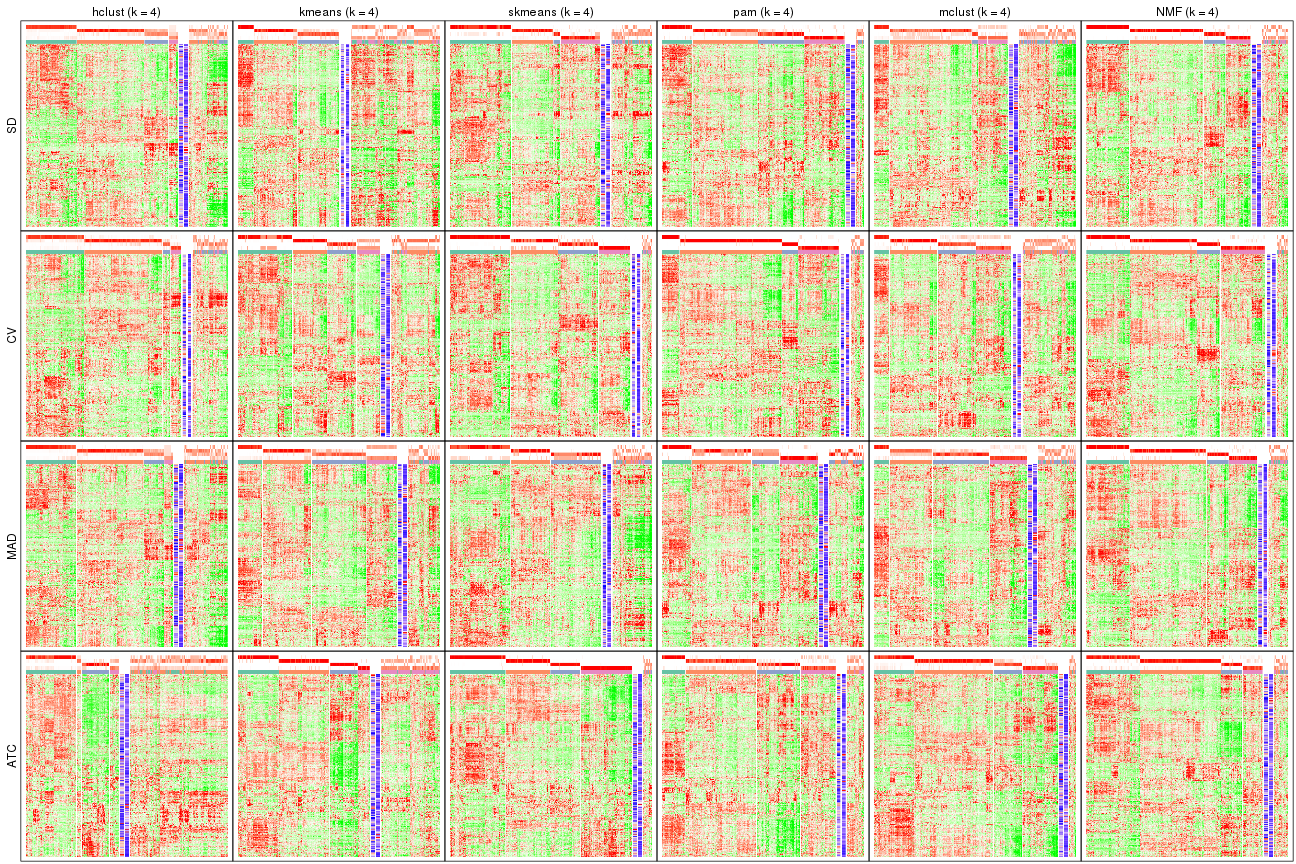 hclust (k = 4) kmeans (k = 4) skmeans (k = 4) pam (k = 4) mclust (k = 4) NMF (k = 4)
SD
CV
MAD
ATC